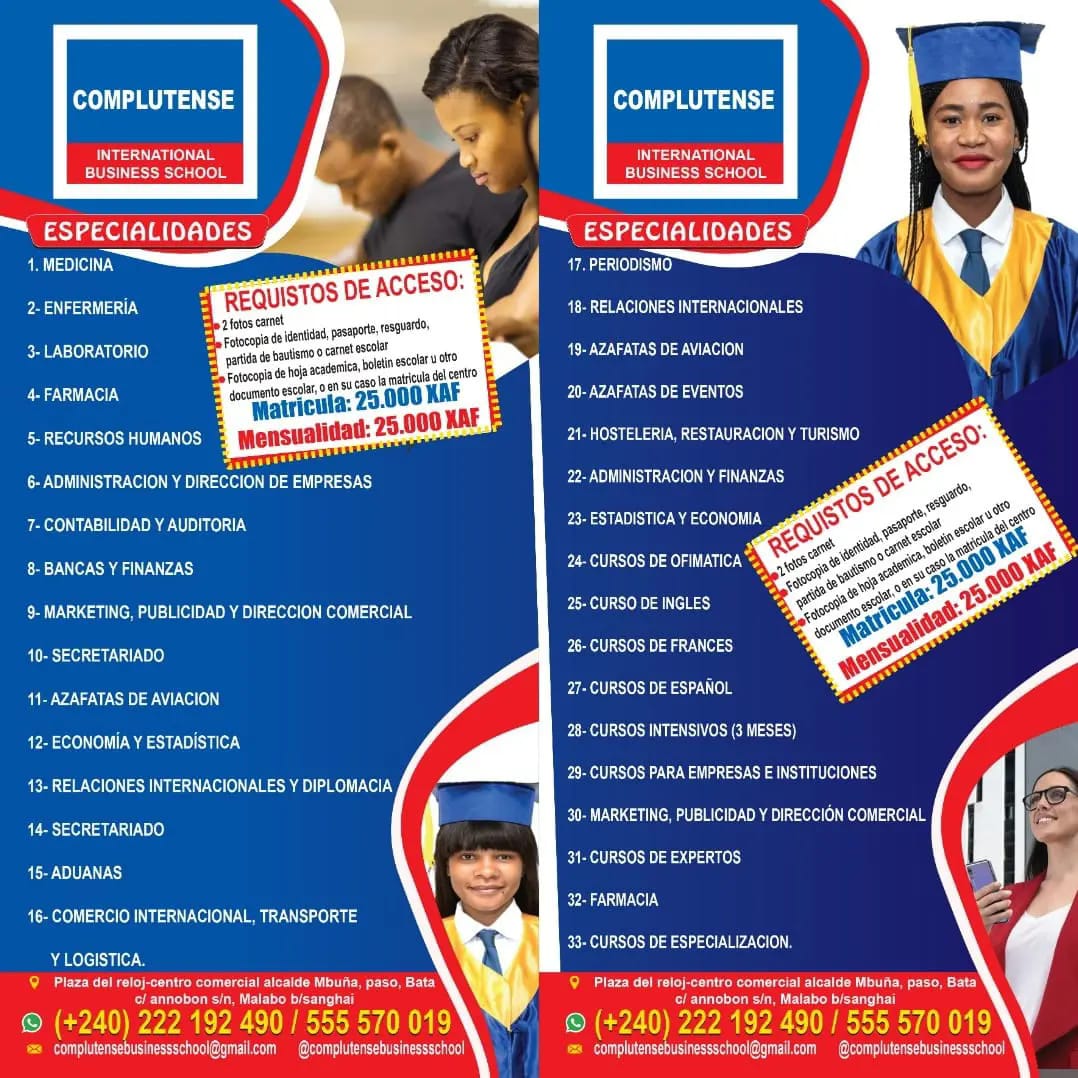 COMPLUTENSE
INTERNATIONAL
BUSINESS SCHOOL
ESPECIALIDADES
1. MEDICINA
2- ENFERMERÍA
3- LABORATORIO
4- FARMACIA
5- RECURSOS HUMANOS
6- ADMINISTRACION Y DIRECCION DE EMPRESAS
7- CONTABILIDAD Y AUDITORIA
8- BANCAS Y FINANZAS
9- MARKETING, PUBLICIDAD Y DIRECCION COMERCIAL
10- SECRETARIADO
11- AZAFATAS DE AVIACION
12- ECONOMÍA Y ESTADÍSTICA
13- RELACIONES INTERNACIONALES Y DIPLOMACIA
14- SECRETARIADO
15- ADUANAS
16- COMERCIO INTERNACIONAL, TRANSPORTE
Y LOGISTICA.
REQUISTOS DE ACCESO:
2 fotos carnet
Fotocopia de identidad, pasaporte, resguardo,
partida de bautismo o carnet escolar
Fotocopia de hoja academica, boletin escolar u otro
documento escolar, o en su caso la matricula del centro
Matricula: 25.000 XAF
Mensualidad: 25.000 XAF
Plaza del reloj-centro comercial alcalde Mbuña, paso, Bata
c/ annobon s/n, Malabo b/sanghai
(+240) 222 192 490 / 555 570 019
complutensebusinessschool@gmail.com @complutensebusinessschool
COMPLUTENSE
INTERNATIONAL
BUSINESS SCHOOL
ESPECIALIDADES
17. PERIODISMO
18- RELACIONES INTERNACIONALES
19- AZAFATAS DE AVIACION
20- AZAFATAS DE EVENTOS
21- HOSTELERIA, RESTAURACION Y TURISMO
22- ADMINISTRACION Y FINANZAS
23- ESTADISTICA Y ECONOMIA
24- CURSOS DE OFIMATICA
25- CURSO DE INGLES
26- CURSOS DE FRANCES
27- CURSOS DE ESPAÑOL
28- CURSOS INTENSIVOS (3 MESES)
29- CURSOS PARA EMPRESAS E INSTITUCIONES
30- MARKETING, PUBLICIDAD Y DIRECCIÓN COMERCIAL
31- CURSOS DE EXPERTOS
32- FARMACIA
33- CURSOS DE ESPECIALIZACION.
REQUISTOS DE ACCESO:
2 fotos carnet
Fotocopia de identidad, pasaporte, resguardo,
partida de bautismo o carnet escolar
Fotocopia de hoja academica, boletin escolar u otro
documento escolar, o en su caso la matricula del centro
Matricula: 25.000 XAF
Mensualidad: 25.000 XAF
Plaza del reloj-centro comercial alcalde Mbuña, paso, Bata
c/ annobon s/n, Malabo b/sanghai
(+240) 222 192 490 / 555 570 019
complutensebusinessschool@gmail.com @complutensebusinessschool